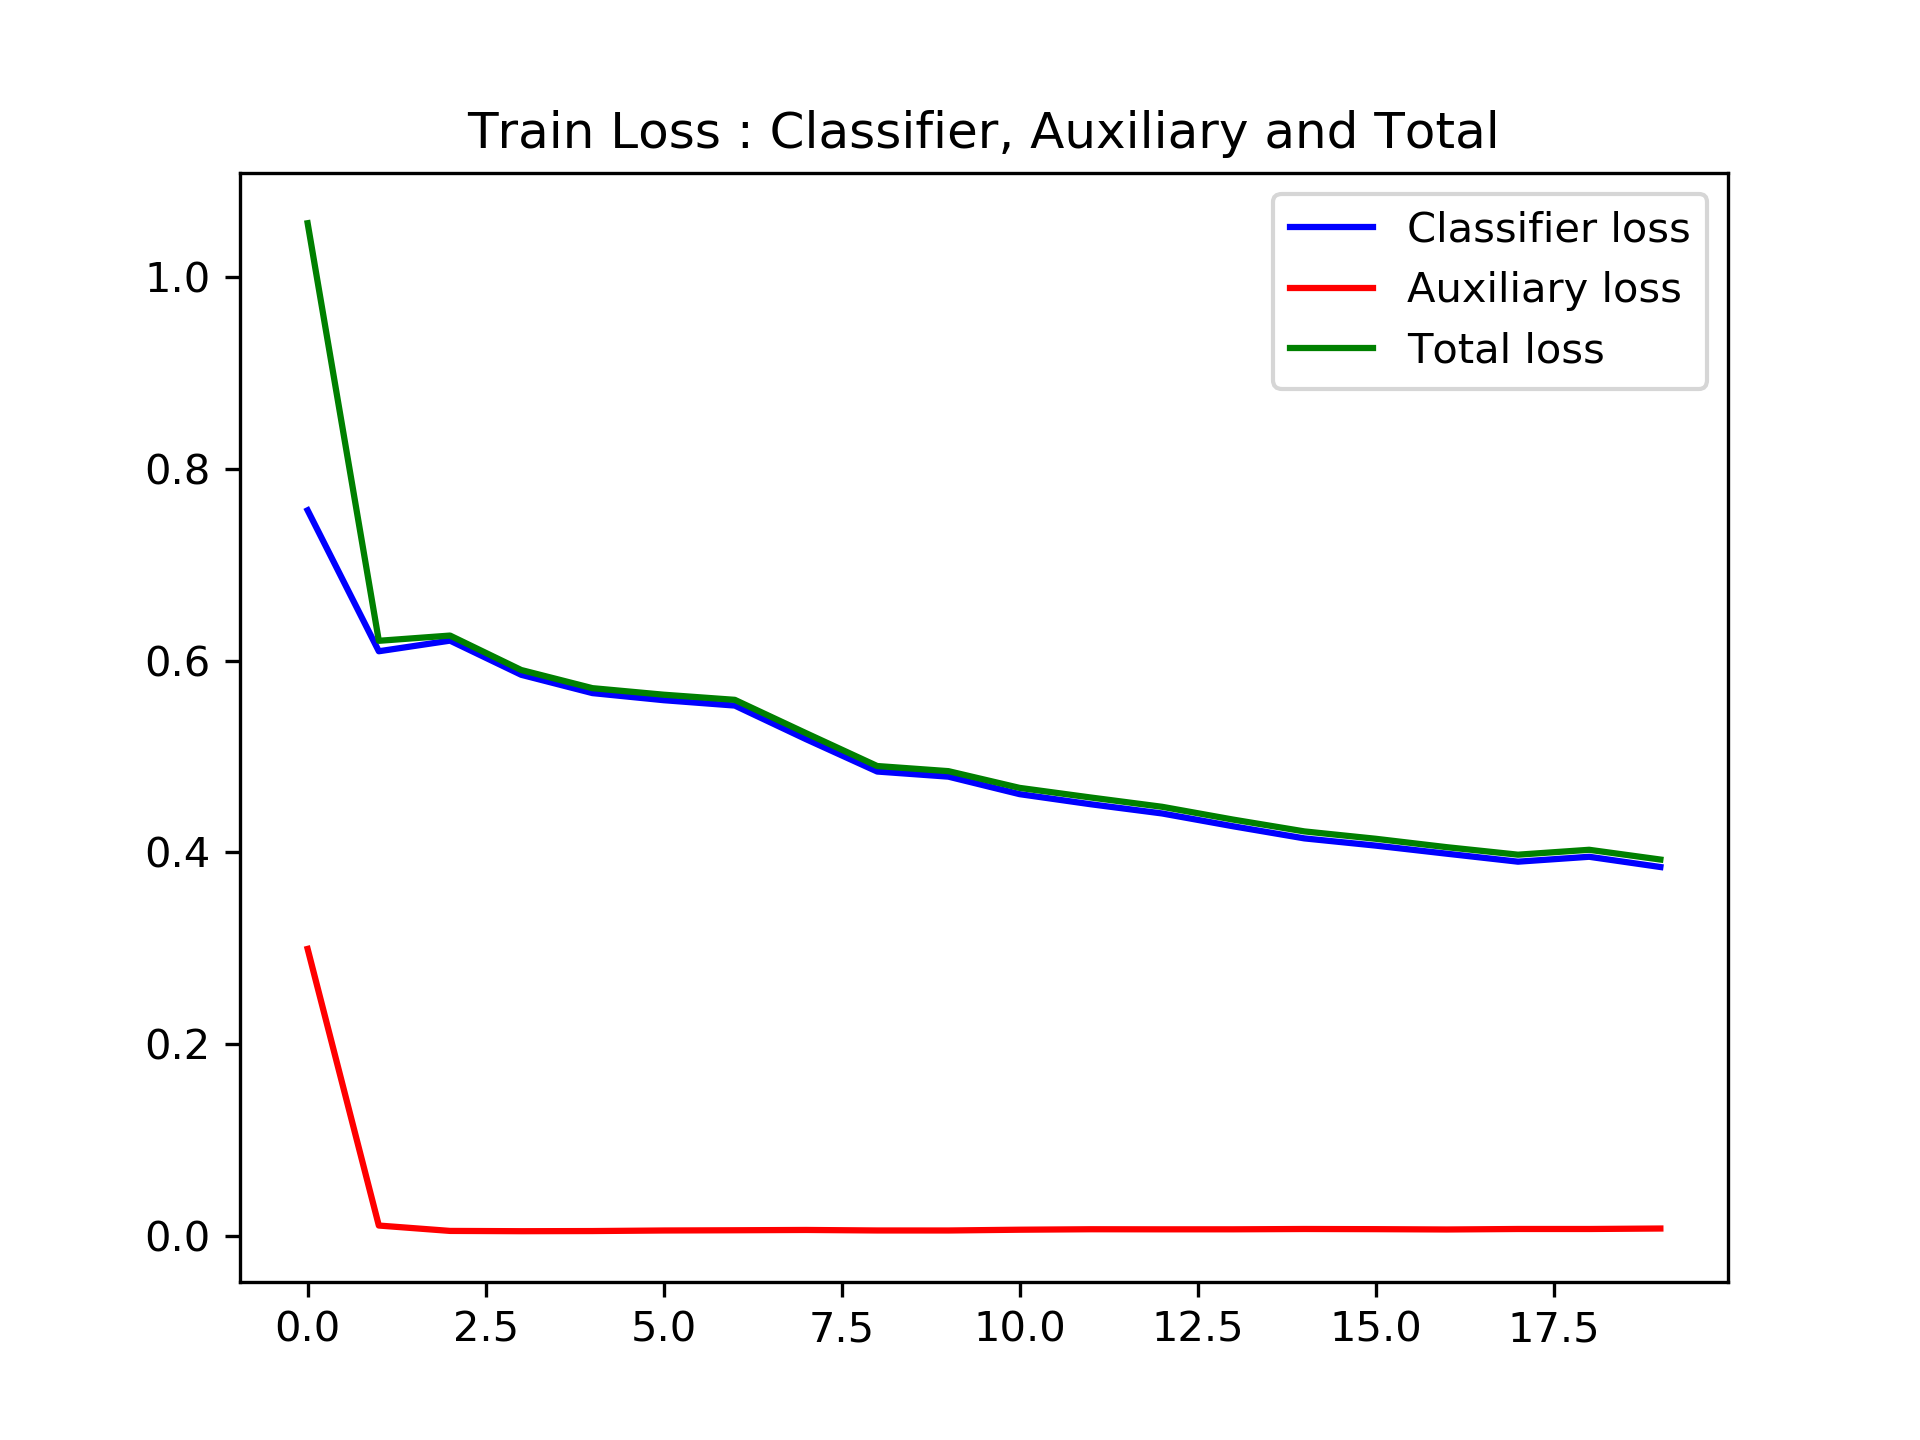 Train Loss : Classifier, Auxiliary and Total
Classifier loss
Auxiliary loss
Total loss
1.0
0.8
0.6
0.4
0.2
0.0
0.0 2.5 5.0 7.5 10.0 12.5 15.0 17.5